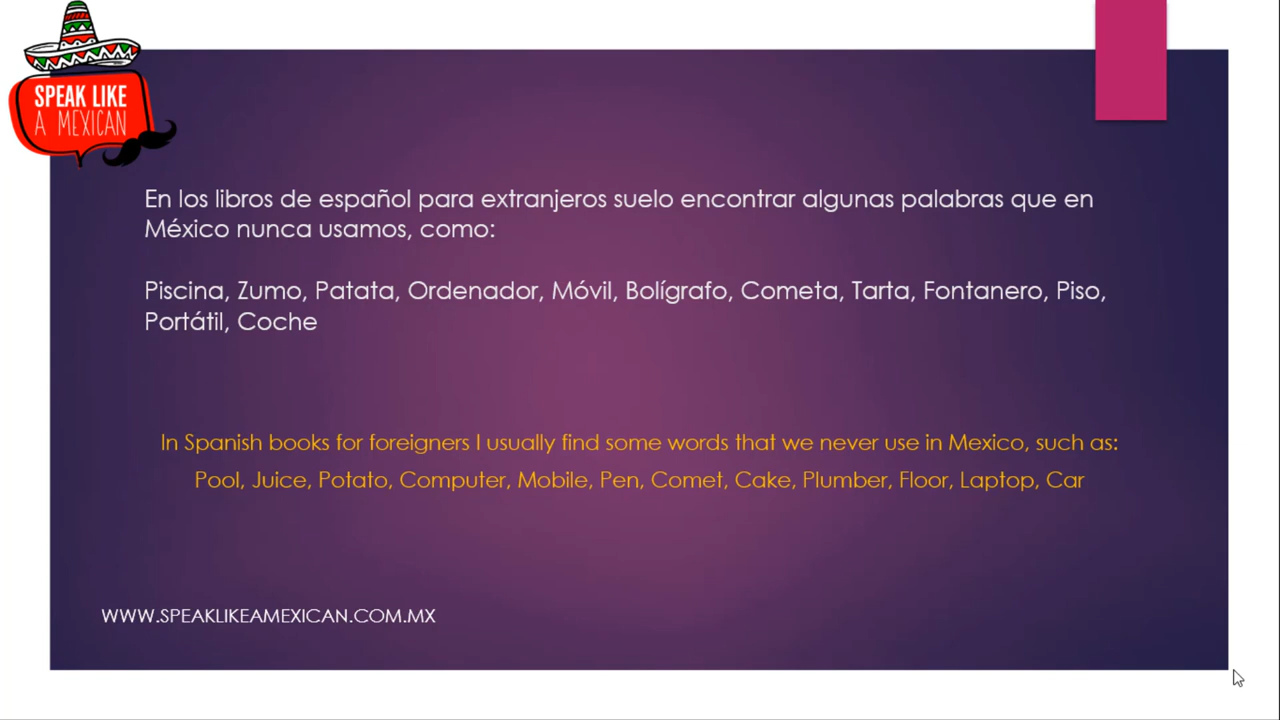 SPEAK LIKE
A MEXICAN
En los libros de español para extranjeros suelo encontrar algunas palabras que en
México nunca usamos, como:
Piscina, Zumo, Patata, Ordenador, Móvil, Bolígrafo, Cometa, Tarta, Fontanero, Piso,
Portátil, Coche
In Spanish books for foreigners I usually find some words that we never use in Mexico, such as:
Pool, Juice, Potato, Computer, Mobile, Pen, Comet, Cake, Plumber, Floor, Laptop, Car
WWW.SPEAKLIKEAMEXICAN.COM.MX